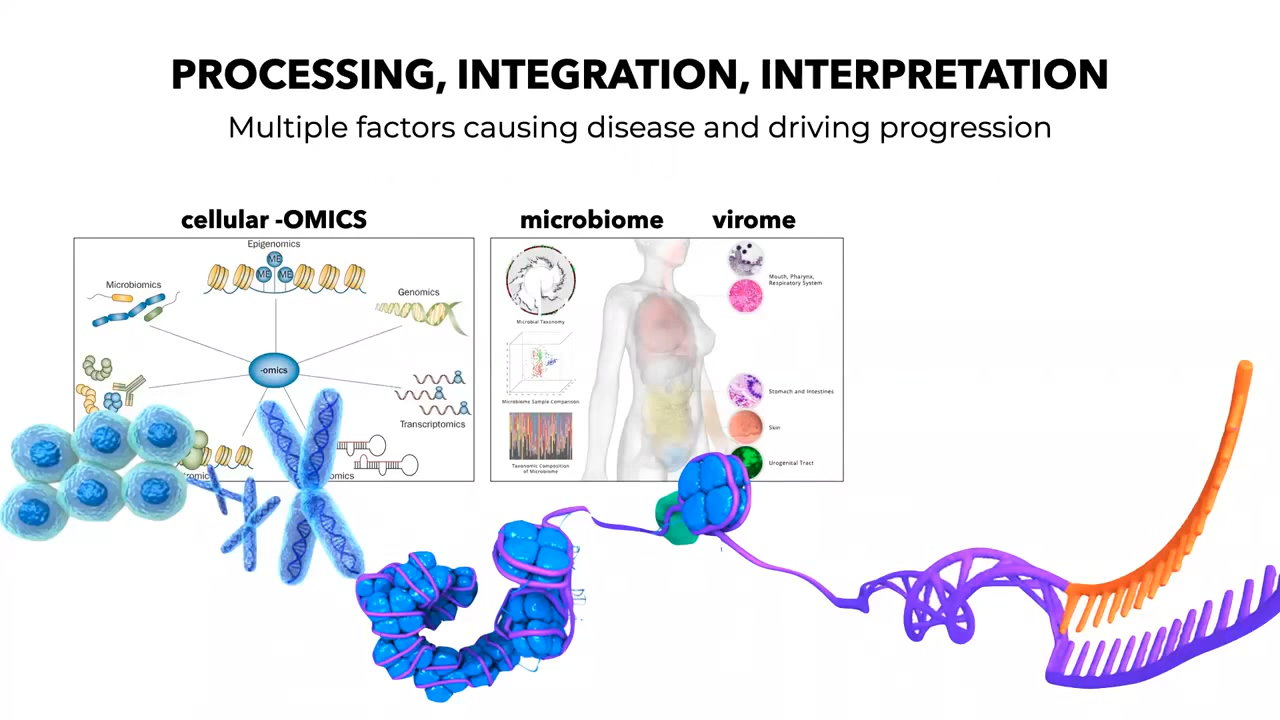 PROCESSING, INTEGRATION, INTERPRETATION
Multiple factors causing disease and driving progression
cellular -OMICS
microbiome
virome
Epigenomics
ME
ME
ME
Microbiomics
Genomics
-omics
Transcriptomics
Microbial Taxonomy
Microbiome Sample Comparison
Taxonomic Composition
of Microbiome
Mouth, Pharynx,
Respiratory System
Stomach and Intestines
Skin
Urogenital Tract